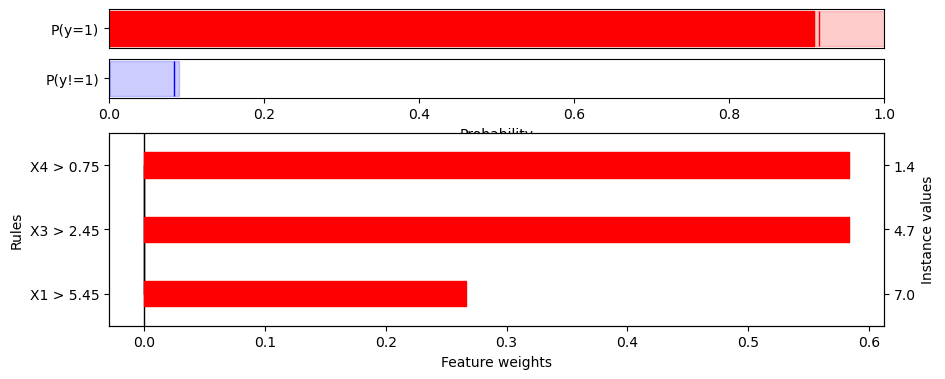 P(y=1)
P(y!=1)
0.0 0.2 0.4 0.6 0.8 1.0
Probability
X4 > 0.75 1.4
X3 > 2.45 4.7
X1 > 5.45 7.0
Rules
Instance values
0.0 0.1 0.2 0.3 0.4 0.5 0.6
Feature weights